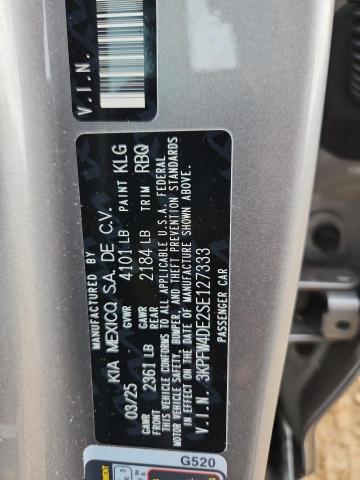 V.I.N.
MANUFACTURED BY
KIA MEXICO, S.A. DE C.V.
03/25 GVWR 4101 LB PAINT KLG
GAWR FRONT 2361 LB GAWR REAR 2184 LB TRIM RBQ
THIS VEHICLE CONFORMS TO ALL APPLICABLE U.S.A. FEDERAL
MOTOR VEHICLE SAFETY, BUMPER, AND THEFT PREVENTION STANDARDS
IN EFFECT ON THE DATE OF MANUFACTURE SHOWN ABOVE.
V.I.N. 3KPFW4DE2SE127333
PASSENGER CAR
G520